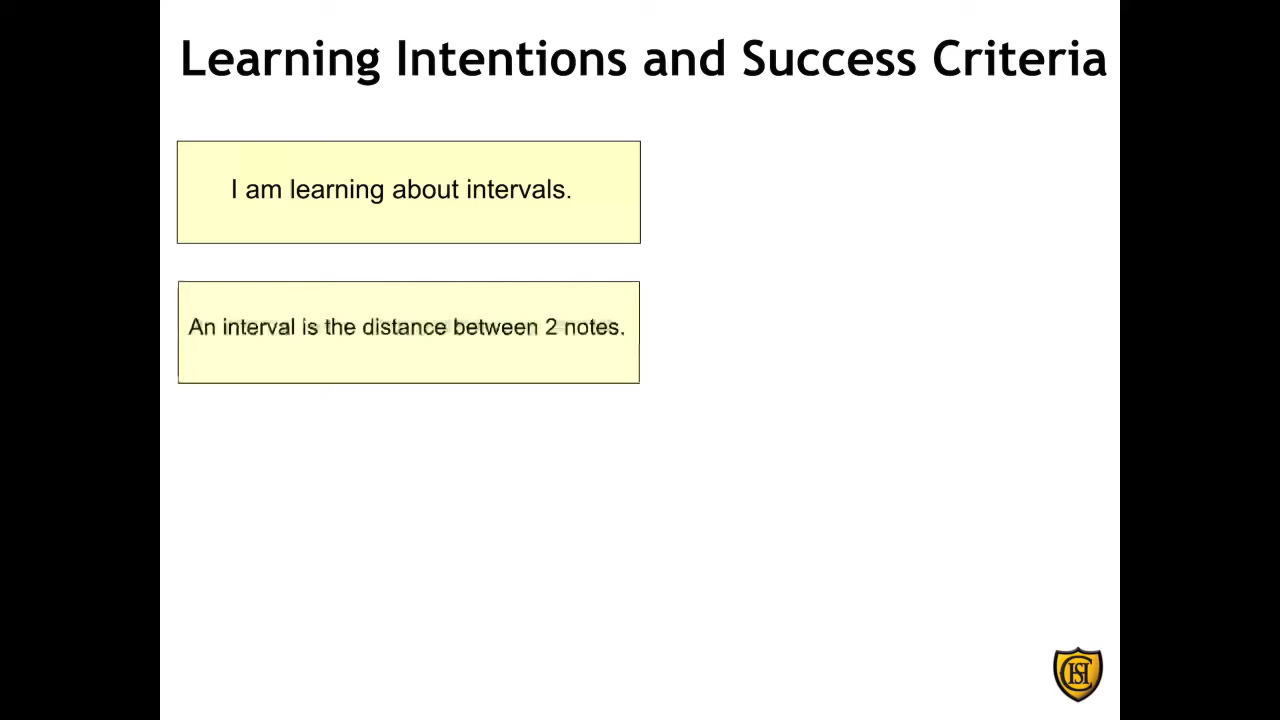 Learning Intentions and Success Criteria
I am learning about intervals.
An interval is the distance between 2 notes.